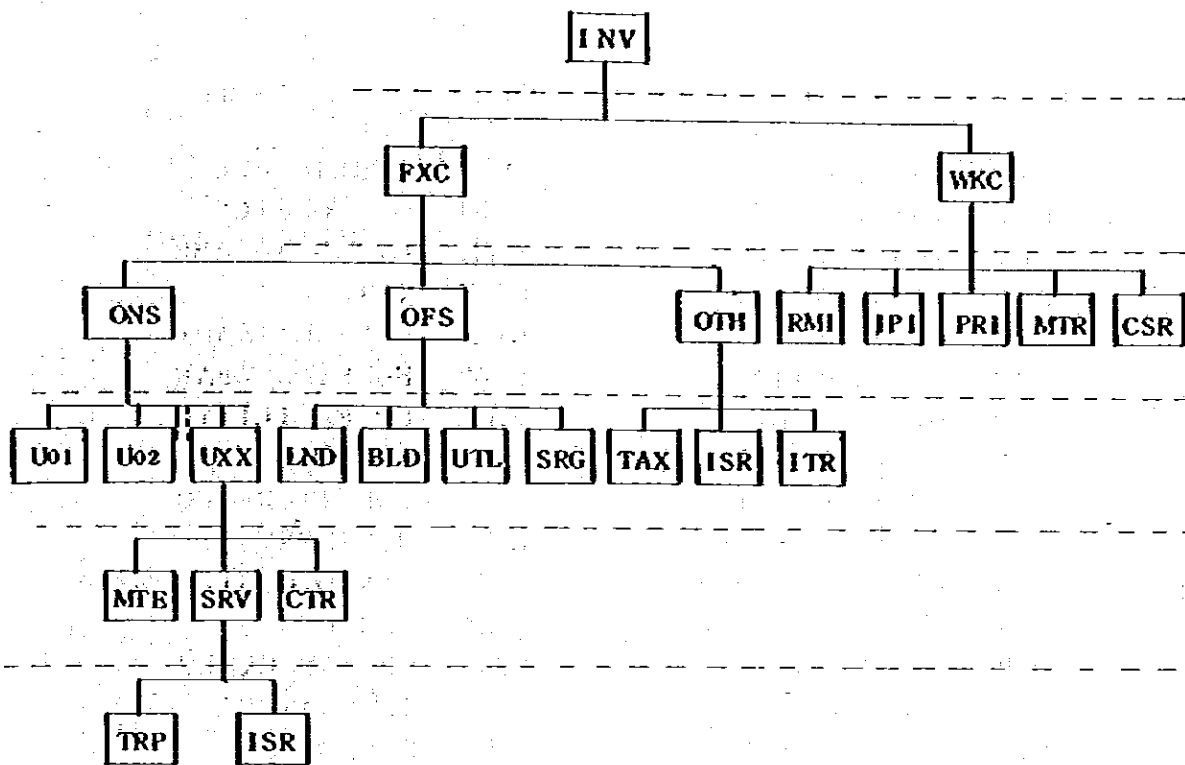 INV
FXC WKC
ONS OFS OTH RMI IPI PRI MTR CSR
U01 U02 UXX LND BLD UTL SRG TAX ISR ITR
MTE SRV CTR
TRP ISR